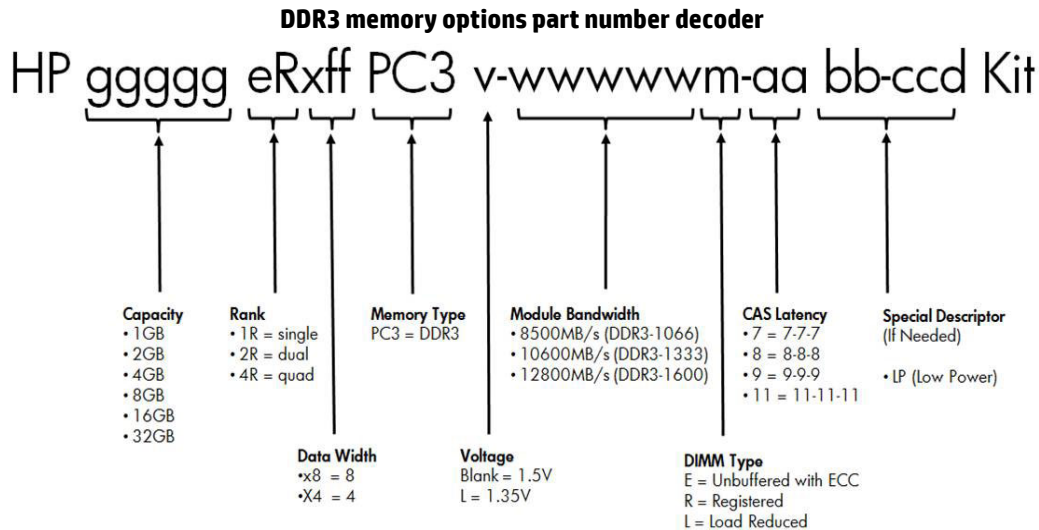 DDR3 memory options part number decoder
HP ggggg eRxff PC3 v-wwwwwm-aa bb-ccd Kit
Capacity
• 1GB
• 2GB
• 4GB
• 8GB
• 16GB
• 32GB
Rank
• 1R = single
• 2R = dual
• 4R = quad
Memory Type
PC3 = DDR3
Module Bandwidth
• 8500MB/s (DDR3-1066)
• 10600MB/s (DDR3-1333)
• 12800MB/s (DDR3-1600)
CAS Latency
• 7 = 7-7-7
• 8 = 8-8-8
• 9 = 9-9-9
• 11 = 11-11-11
Special Descriptor
(If Needed)
• LP (Low Power)
Data Width
•x8 = 8
•X4 = 4
Voltage
Blank = 1.5V
L = 1.35V
DIMM Type
E = Unbuffered with ECC
R = Registered
L = Load Reduced